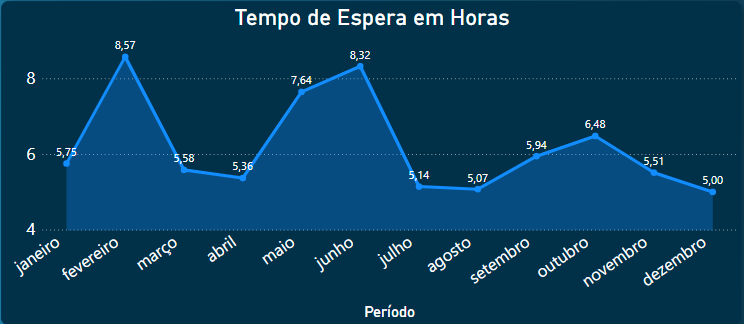 Tempo de Espera em Horas
8,57
8,32
8
7,64
6,48
6
5,75
5,58
5,36
5,14
5,07
5,94
5,51
5,00
4
janeiro
fevereiro
março
abril
maio
junho
julho
agosto
setembro
outubro
novembro
dezembro
Período